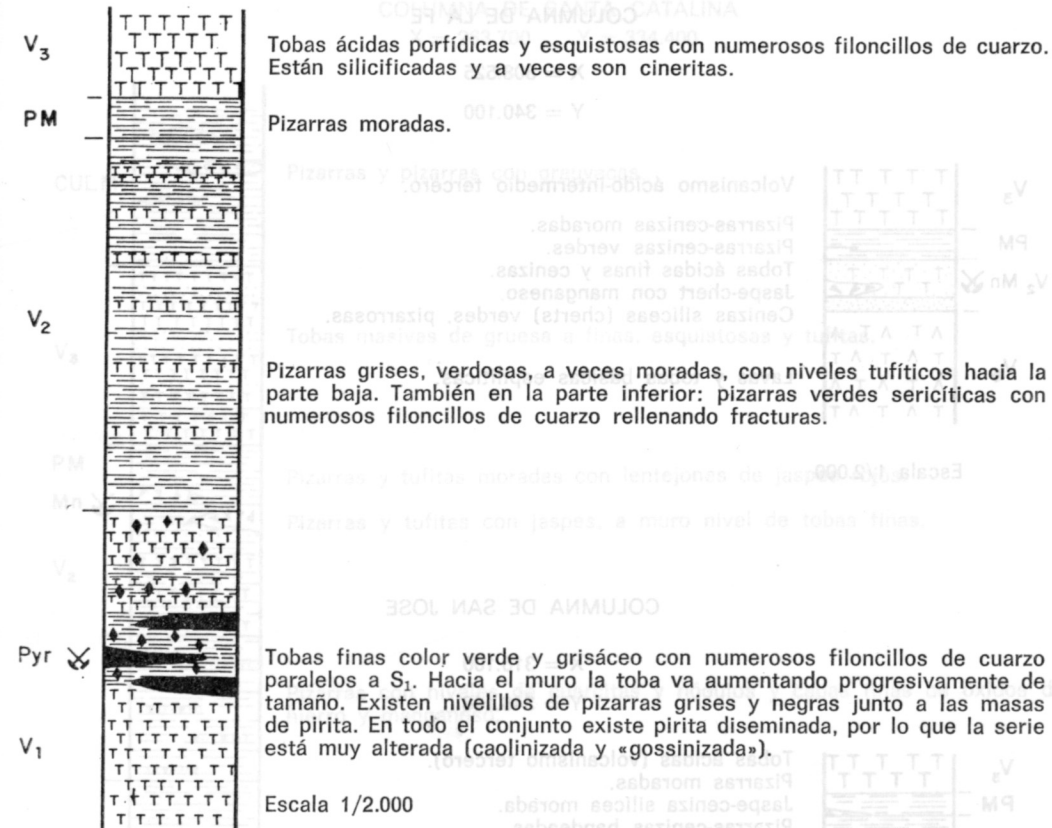 V₃
Tobas ácidas porfídicas y esquistosas con numerosos filoncillos de cuarzo.
Están silicificadas y a veces son cineritas.
PM
Pizarras moradas.
V₂
Pizarras grises, verdosas, a veces moradas, con niveles tufíticos hacia la
parte baja. También en la parte inferior: pizarras verdes sericíticas con
numerosos filoncillos de cuarzo rellenando fracturas.
Pyr
Tobas finas color verde y grisáceo con numerosos filoncillos de cuarzo
paralelos a S₁. Hacia el muro la toba va aumentando progresivamente de
tamaño. Existen nivelillos de pizarras grises y negras junto a las masas
de pirita. En todo el conjunto existe pirita diseminada, por lo que la serie
está muy alterada (caolinizada y «gossinizada»).
V₁
Escala 1/2.000